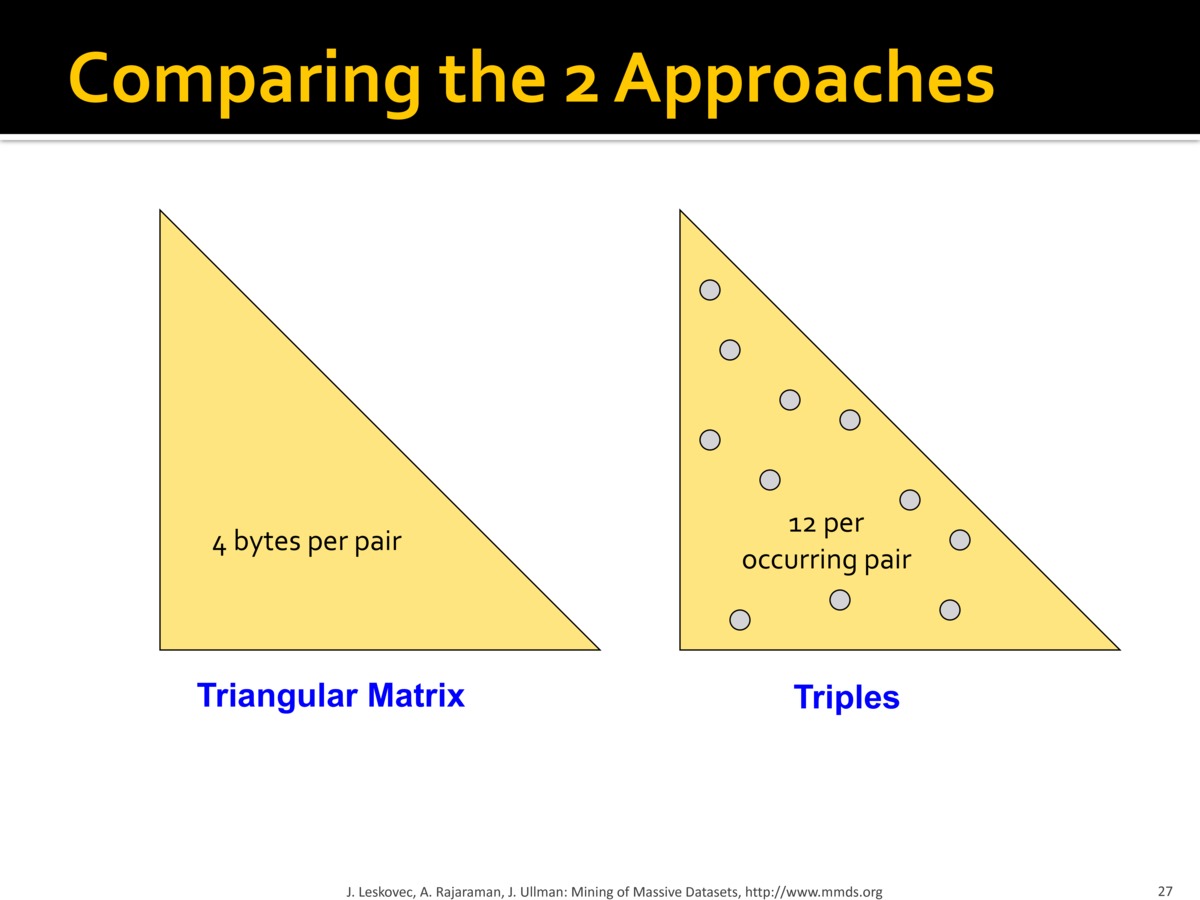 Comparing the 2 Approaches
4 bytes per pair
12 per
occurring pair
Triangular Matrix
Triples
J. Leskovec, A. Rajaraman, J. Ullman: Mining of Massive Datasets, http://www.mmds.org
27